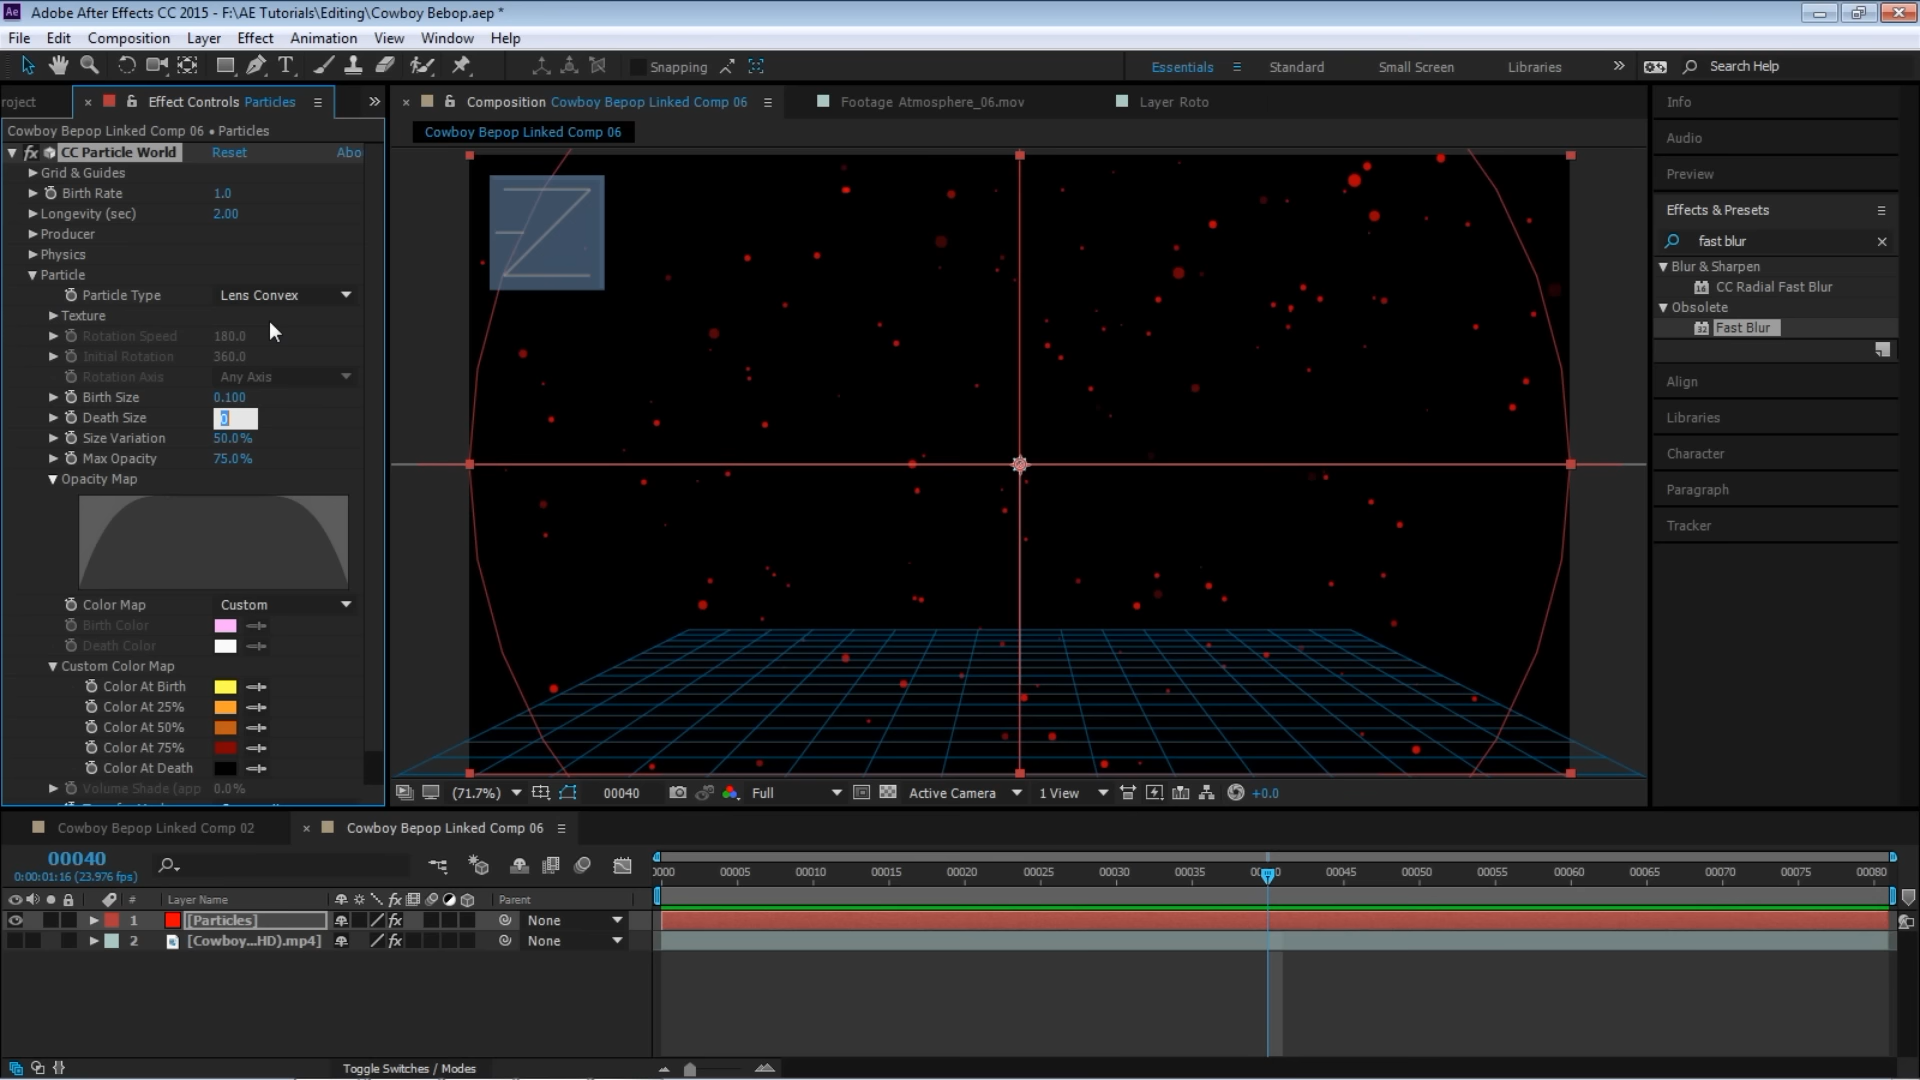 Adobe After Effects CC 2015 - F:\AE Tutorials\Editing\Cowboy Bebop.aep *
File Edit Composition Layer Effect Animation View Window Help
Snapping
Essentials Standard Small Screen Libraries Search Help
roject Effect Controls Particles
Composition Cowboy Bepop Linked Comp 06 Footage Atmosphere_06.mov Layer Roto
Cowboy Bepop Linked Comp 06 • Particles
Cowboy Bepop Linked Comp 06
fx CC Particle World Reset Abo
Grid & Guides
Birth Rate 1.0
Longevity (sec) 2.00
Producer
Physics
Particle
Particle Type Lens Convex
Texture
Rotation Speed 180.0
Initial Rotation 360.0
Rotation Axis Any Axis
Birth Size 0.100
Death Size 0
Size Variation 50.0%
Max Opacity 75.0%
Opacity Map
Color Map Custom
Birth Color
Death Color
Custom Color Map
Color At Birth
Color At 25%
Color At 50%
Color At 75%
Color At Death
Volume Shade (app 0.0%
(71.7%) 00040 Full Active Camera 1 View +0.0
Info
Audio
Preview
Effects & Presets
fast blur
Blur & Sharpen
16 CC Radial Fast Blur
Obsolete
32 Fast Blur
Align
Libraries
Character
Paragraph
Tracker
Cowboy Bepop Linked Comp 02 Cowboy Bepop Linked Comp 06
00040
0:00:01:16 (23.976 fps)
0000 00005 00010 00015 00020 00025 00030 00035 00045 00050 00055 00060 00065 00070 00075 00080
# Layer Name fx Parent
1 [Particles] fx None
2 [Cowboy...HD).mp4] fx None
Toggle Switches / Modes